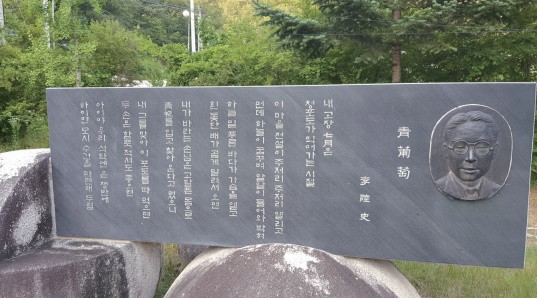 青葡萄
李陸史
내 고장 七月은
청포도가 익어가는 시절
이 마을 전설이 주저리주저리 열리고
먼데 하늘이 꿈꾸며 알알이 들어와 박혀
하늘 밑 푸른 바다가 가슴을 열고
흰 돛단배가 곱게 밀려서 오면
내가 바라는 손님은 고달픈 몸으로
青袍를 입고 찾아 온다고 했으니
내 그를 맞아 이 포도를 따 먹으면
두 손은 함뿍 적셔도 좋으련
아이야 우리 식탁엔 은쟁반에
하이얀 모시 수건을 마련해 두렴